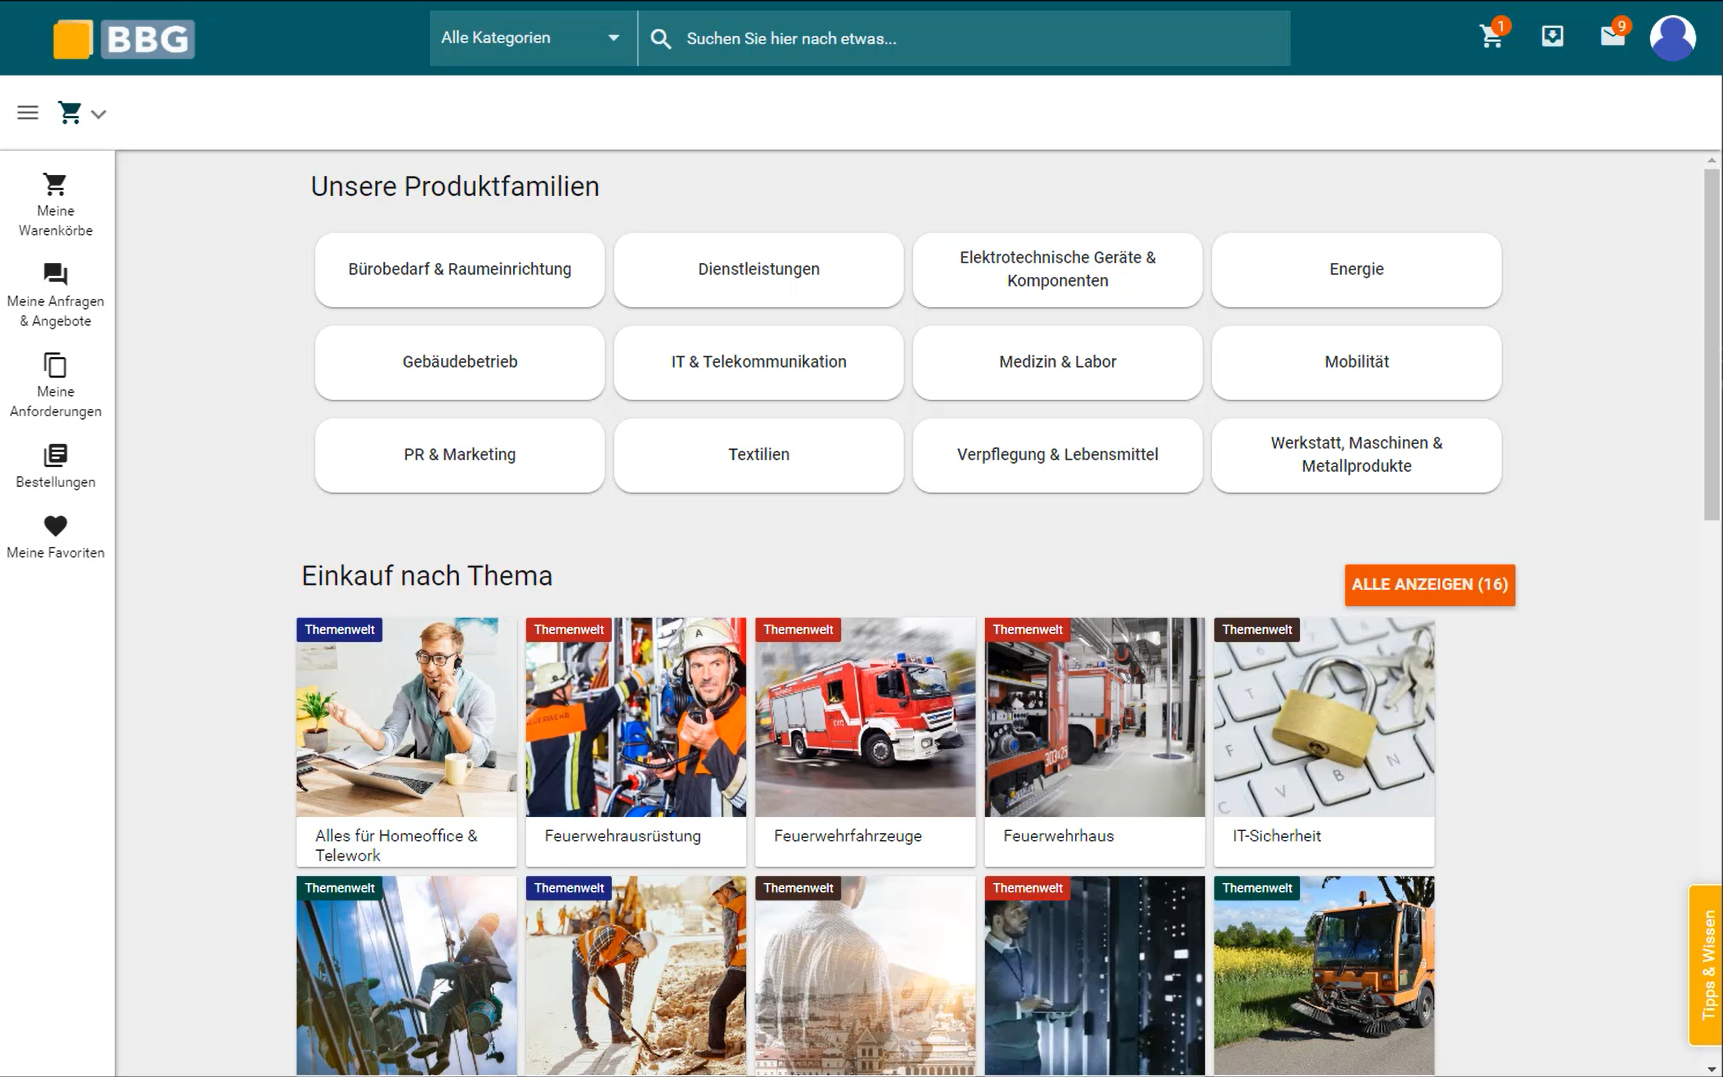 BBG
Alle Kategorien
Suchen Sie hier nach etwas...
1
9
Meine
Warenkörbe
Meine Anfragen
& Angebote
Meine
Anforderungen
Bestellungen
Meine Favoriten
Unsere Produktfamilien
Bürobedarf & Raumeinrichtung
Dienstleistungen
Elektrotechnische Geräte &
Komponenten
Energie
Gebäudebetrieb
IT & Telekommunikation
Medizin & Labor
Mobilität
PR & Marketing
Textilien
Verpflegung & Lebensmittel
Werkstatt, Maschinen &
Metallprodukte
Einkauf nach Thema
ALLE ANZEIGEN (16)
Themenwelt
Themenwelt
Themenwelt
Themenwelt
Themenwelt
Alles für Homeoffice &
Telework
Feuerwehrausrüstung
Feuerwehrfahrzeuge
Feuerwehrhaus
IT-Sicherheit
Themenwelt
Themenwelt
Themenwelt
Themenwelt
Themenwelt
Tipps & Wissen